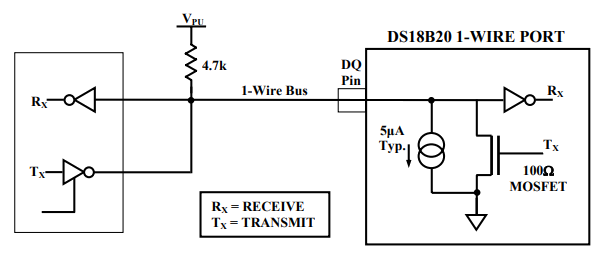 V_PU
DS18B20 1-WIRE PORT
4.7k
DQ
Pin
R_X
1-Wire Bus
R_X
5µA
Typ.
T_X
T_X
100Ω
MOSFET
R_X = RECEIVE
T_X = TRANSMIT